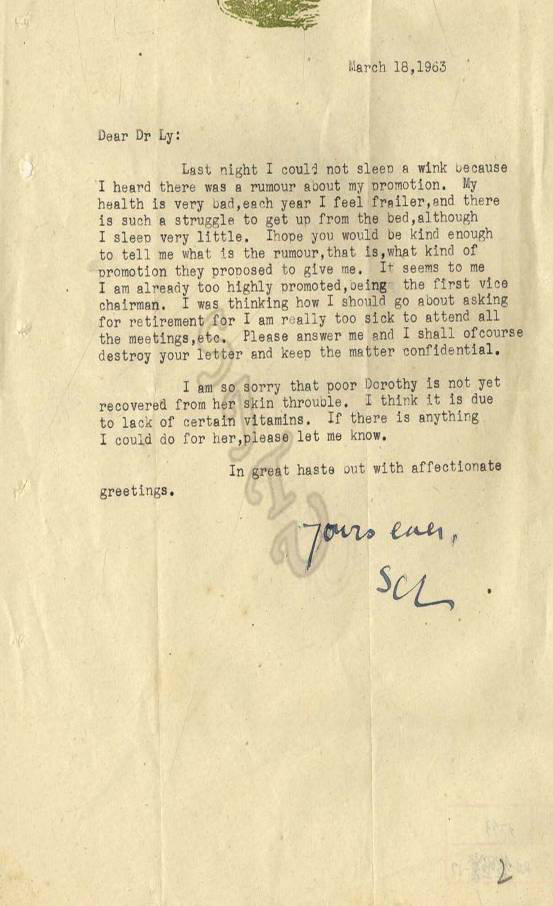 March 18,1963
Dear Dr Ly:
Last night I could not sleep a wink because
I heard there was a rumour about my promotion. My
health is very bad,each year I feel frailer,and there
is such a struggle to get up from the bed,although
I sleep very little. Ihope you would be kind enough
to tell me what is the rumour,that is,what kind of
promotion they proposed to give me. It seems to me
I am already too highly promoted,being the first vice
chairman. I was thinking how I should go about asking
for retirement for I am really too sick to attend all
the meetings,etc. Please answer me and I shall ofcourse
destroy your letter and keep the matter confidential.
I am so sorry that poor Dorothy is not yet
recovered from her skin throuble. I think it is due
to lack of certain vitamins. If there is anything
I could do for her,please let me know.
In great haste but with affectionate
greetings.
Yours ever,
SCL
2